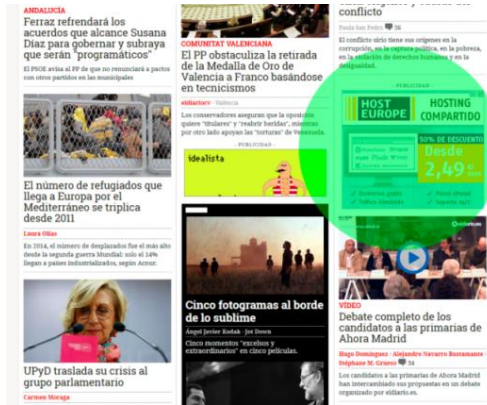 ANDALUCÍA
Ferraz refrendará los
acuerdos que alcance Susana
Díaz para gobernar y subraya
que serán "programáticos"
El PSOE avisa al PP de que no renunciará a pactos
con otros partidos en las municipales
El número de refugiados que
llega a Europa por el
Mediterráneo se triplica
desde 2011
Laura Olías
En 2014, el número de desplazados fue el más alto
desde la segunda guerra Mundial: solo el 14%
llegan a países industrializados, según Acnur.
UPyD traslada su crisis al
grupo parlamentario
Carmen Moraga
COMUNITAT VALENCIANA
El PP obstaculiza la retirada
de la Medalla de Oro de
Valencia a Franco basándose
en tecnicismos
eldiariocv - Valencia
Los conservadores aseguran que la oposición
quiere "titulares" y "reabrir heridas", mientras
por otro lado apoyan las "torturas" de Venezuela.
- PUBLICIDAD -
idealista
Cinco fotogramas al borde
de lo sublime
Ángel Javier Rodak - Jot Down
Cinco momentos "excelsos y
extraordinarios" en cinco películas.
conflicto
36
El conflicto sirio tiene sus orígenes en la
corrupción, en la captura política, en la pobreza,
en la violación de derechos humanos y en la
desigualdad.
- PUBLICIDAD -
HOST
EUROPE
HOSTING
COMPARTIDO
50% DE DESCUENTO
Desde
2,49
VÍDEO
Debate completo de los
candidatos a las primarias de
Ahora Madrid
Hugo Domínguez / Alejandro Navarro Bustamante /
Stéphane M. Grueso 34
Los candidatos a las primarias de Ahora Madrid
han intercambiado sus propuestas en un debate
organizado por eldiario.es.